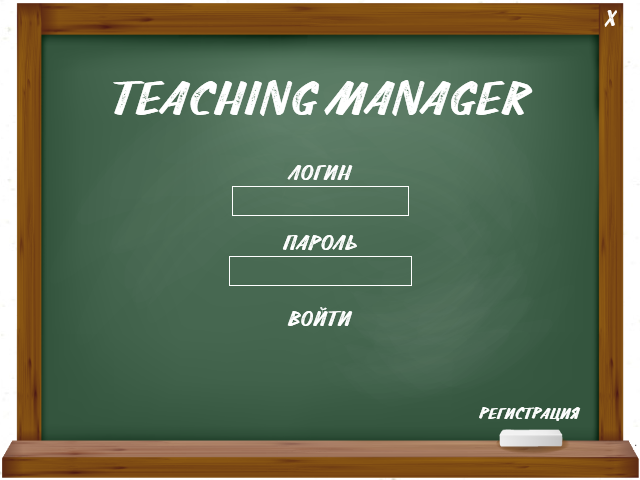 X
TEACHING MANAGER
ЛОГИН
ПАРОЛЬ
ВОЙТИ
РЕГИСТРАЦИЯ